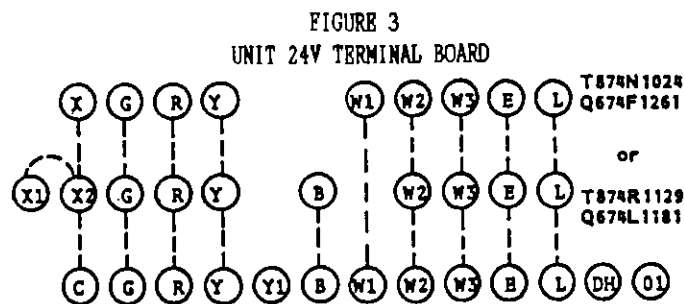 FIGURE 3
UNIT 24V TERMINAL BOARD
X G R Y W1 W2 W3 E L T874N1024
Q674F1261
or
X1 X2 G R Y B W2 W3 E L T874R1129
Q674L1181
C G R Y Y1 B W1 W2 W3 E L DH O1